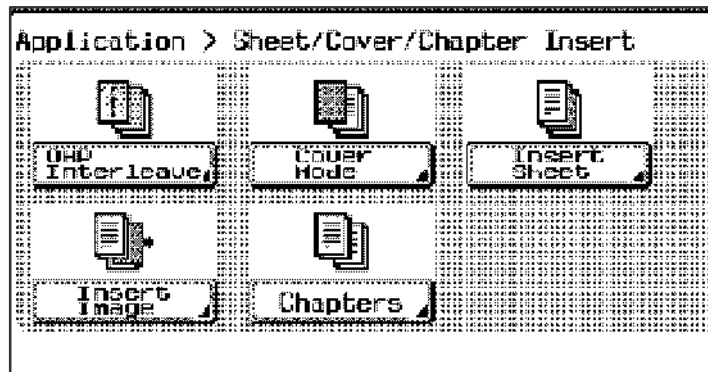 Application > Sheet/Cover/Chapter Insert
OHP
Interleave
Cover
Mode
Insert
Sheet
Insert
Image
Chapters